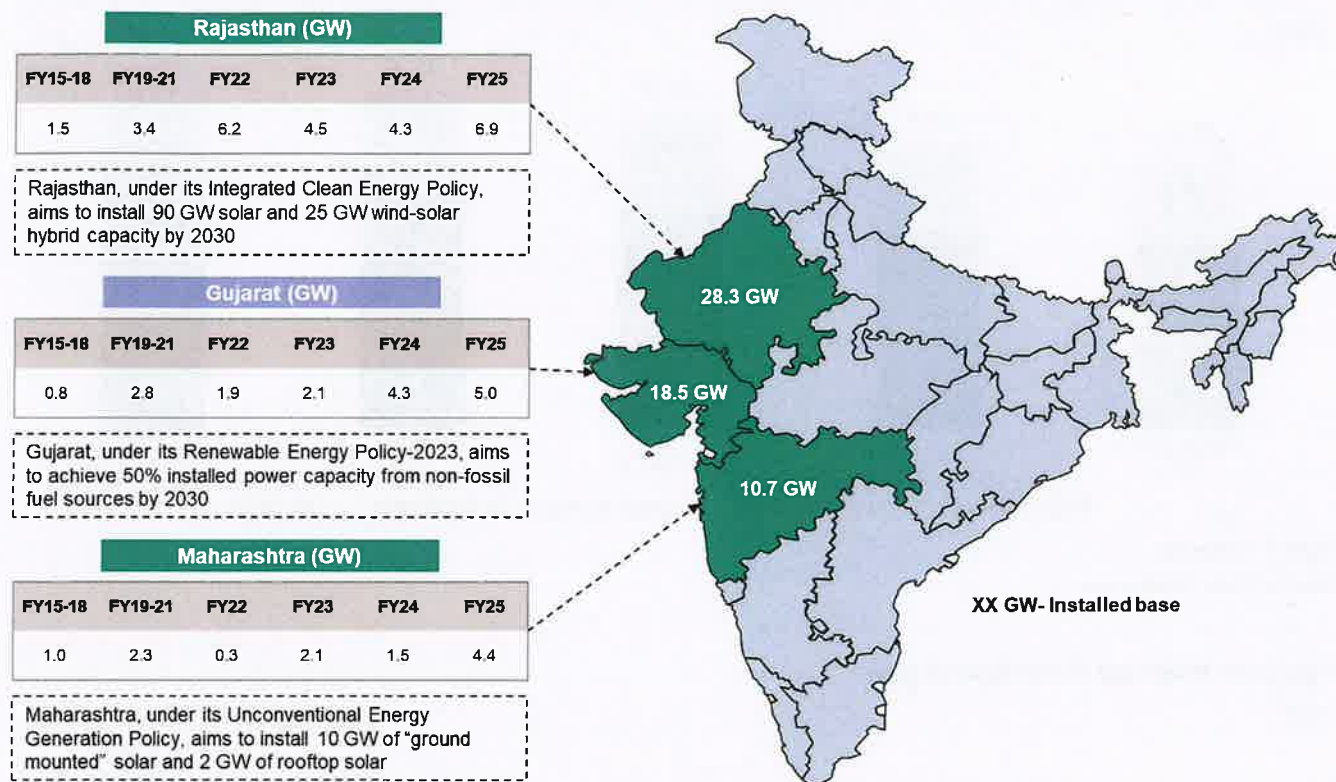 Rajasthan (GW)
FY15-18 FY19-21 FY22 FY23 FY24 FY25
1.5 3.4 6.2 4.5 4.3 6.9
Rajasthan, under its Integrated Clean Energy Policy,
aims to install 90 GW solar and 25 GW wind-solar
hybrid capacity by 2030
Gujarat (GW)
FY15-18 FY19-21 FY22 FY23 FY24 FY25
0.8 2.8 1.9 2.1 4.3 5.0
Gujarat, under its Renewable Energy Policy-2023, aims
to achieve 50% installed power capacity from non-fossil
fuel sources by 2030
Maharashtra (GW)
FY15-18 FY19-21 FY22 FY23 FY24 FY25
1.0 2.3 0.3 2.1 1.5 4.4
Maharashtra, under its Unconventional Energy
Generation Policy, aims to install 10 GW of “ground
mounted” solar and 2 GW of rooftop solar
28.3 GW
18.5 GW
10.7 GW
XX GW- Installed base